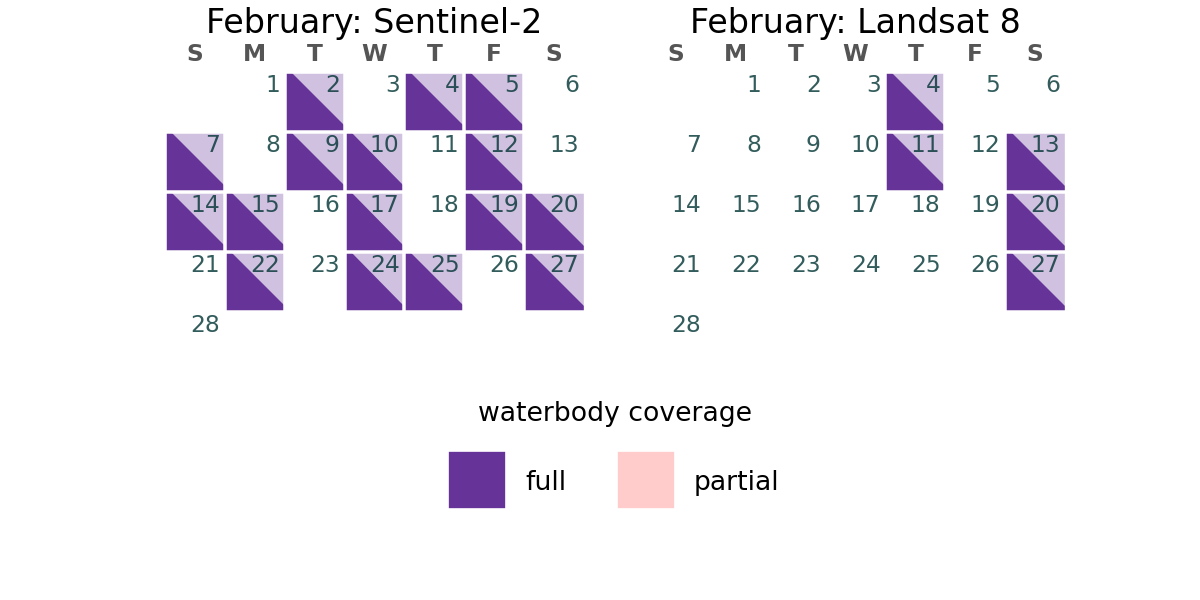 February: Sentinel-2
S M T W T F S
1 2 3 4 5 6
7 8 9 10 11 12 13
14 15 16 17 18 19 20
21 22 23 24 25 26 27
28
February: Landsat 8
S M T W T F S
1 2 3 4 5 6
7 8 9 10 11 12 13
14 15 16 17 18 19 20
21 22 23 24 25 26 27
28
waterbody coverage
full partial